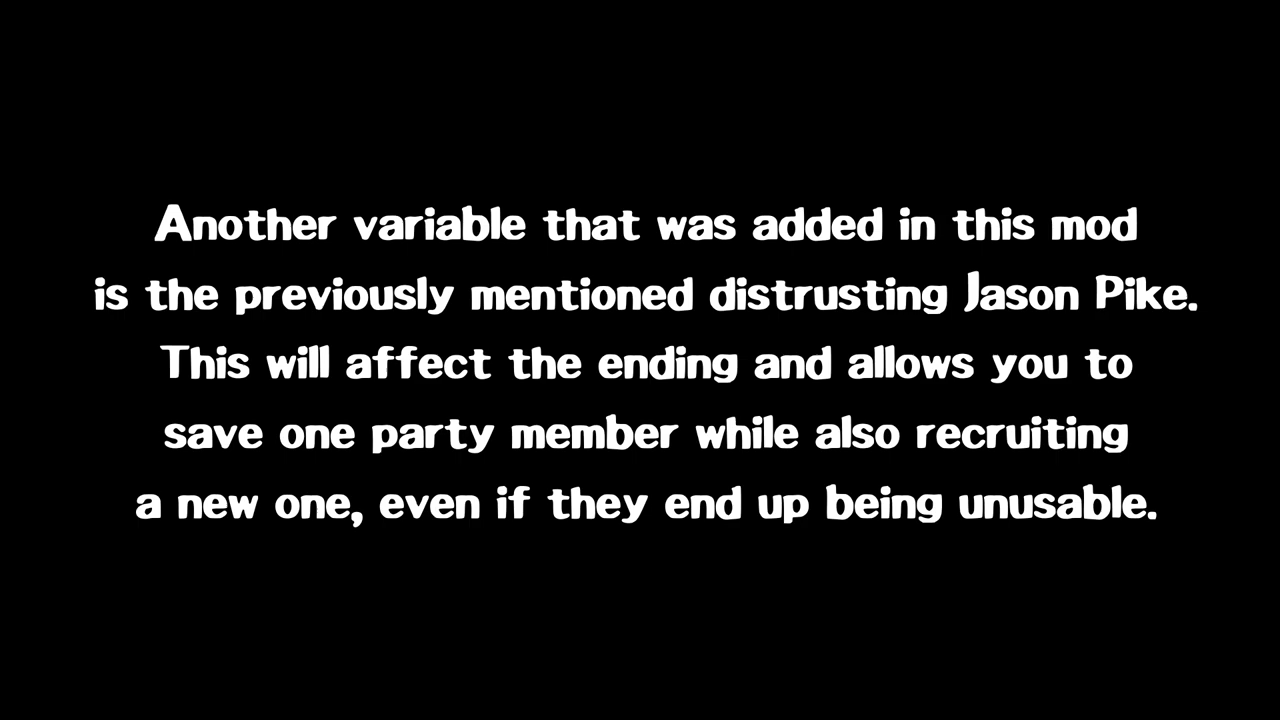 Another variable that was added in this mod
is the previously mentioned distrusting Jason Pike.
This will affect the ending and allows you to
save one party member while also recruiting
a new one, even if they end up being unusable.